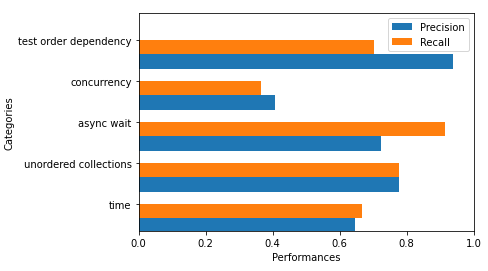 Precision
Recall
test order dependency
concurrency
async wait
unordered collections
time
Categories
0.0 0.2 0.4 0.6 0.8 1.0
Performances